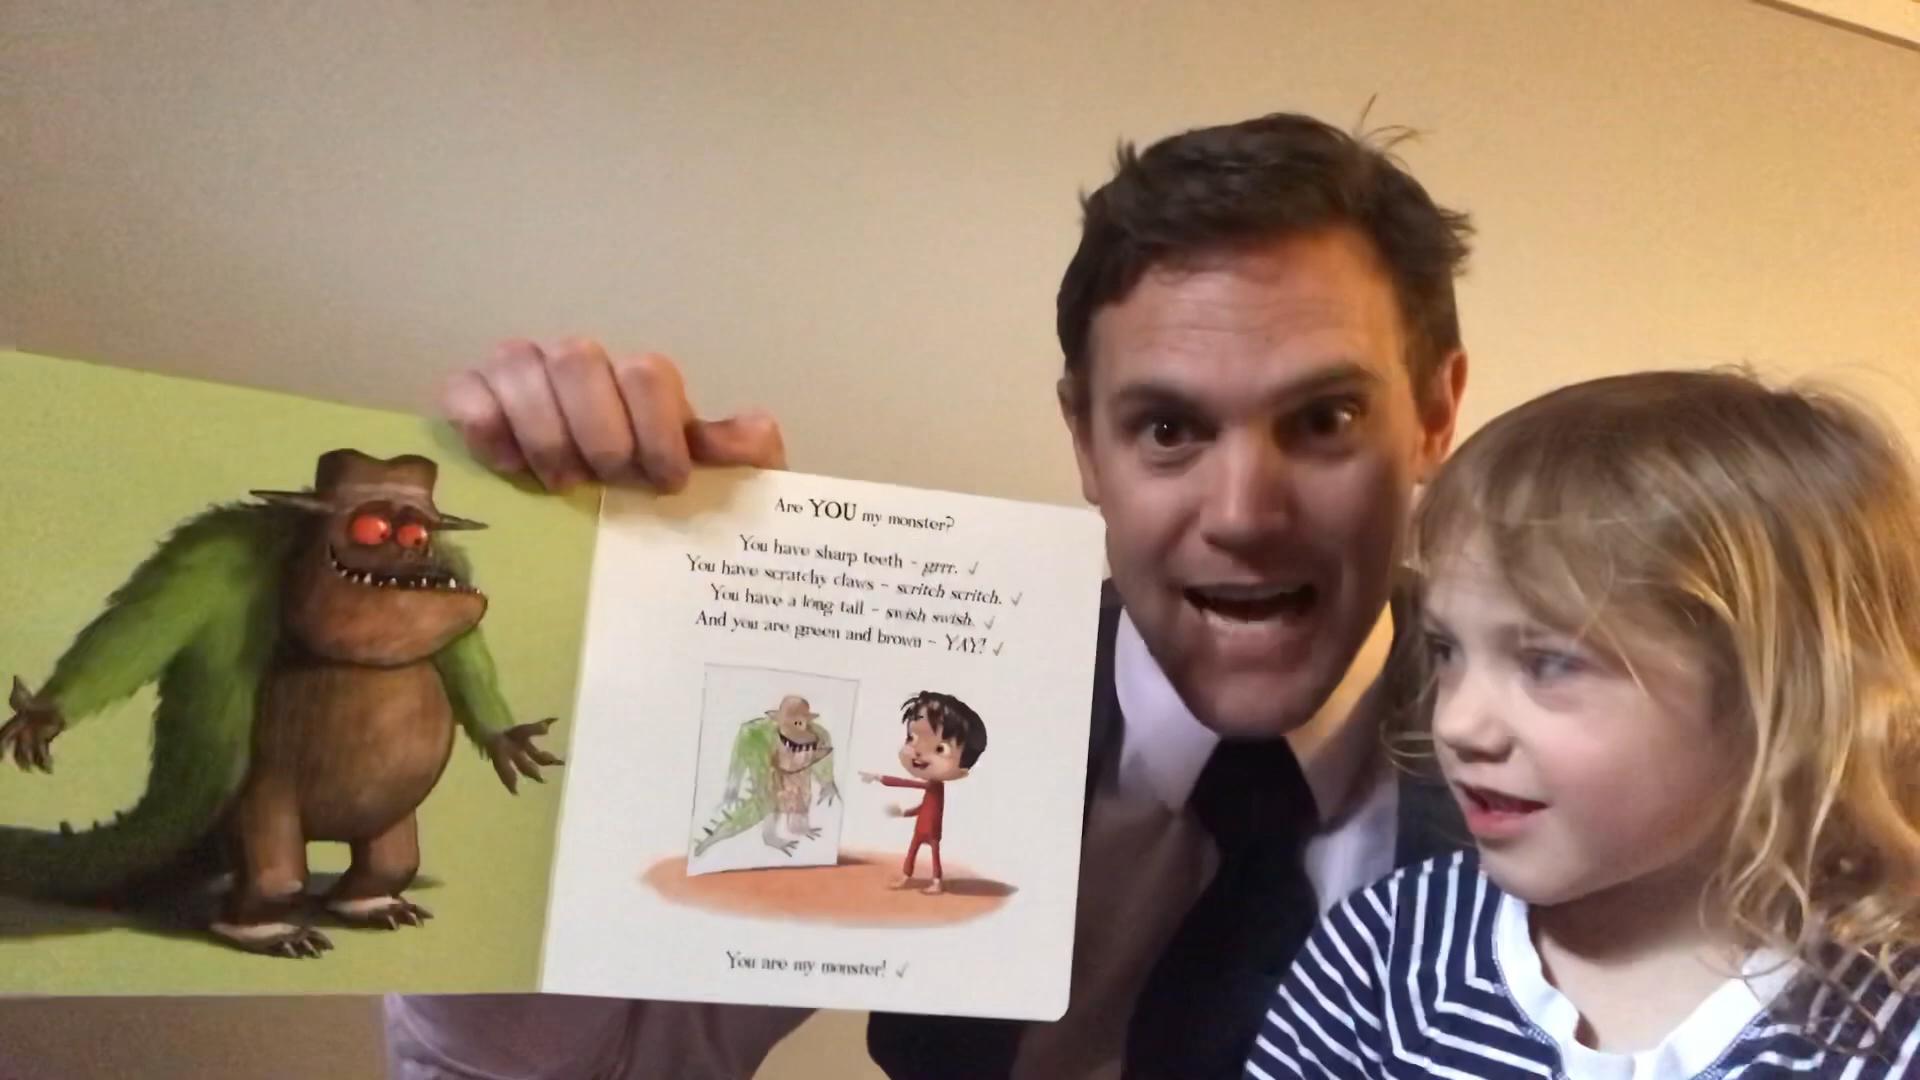 Are YOU my monster?
You have sharp teeth - grrr. ✓
You have scratchy claws - scritch scritch. ✓
You have a long tail - swish swish. ✓
And you are green and brown - YAY! ✓
You are my monster! ✓